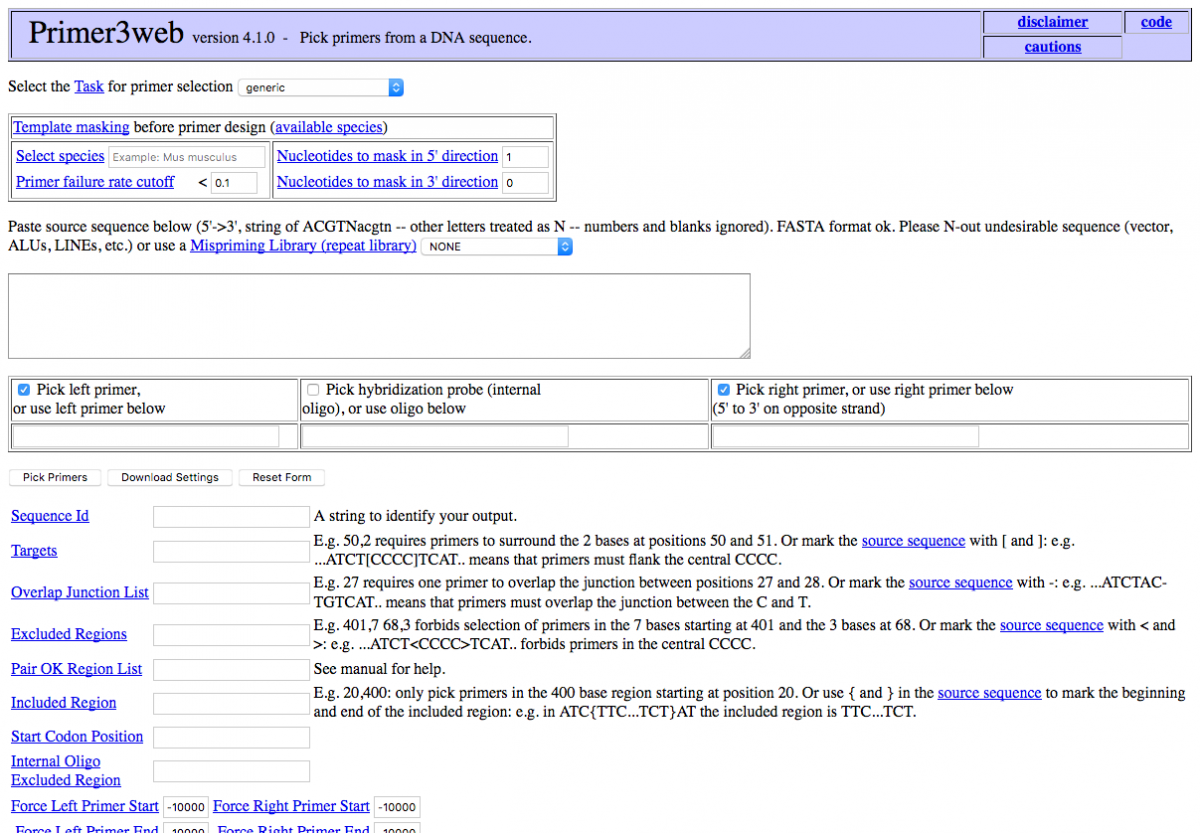 Primer3web version 4.1.0 - Pick primers from a DNA sequence.
disclaimer
code
cautions
Select the Task for primer selection generic
Template masking before primer design (available species)
Select species Example: Mus musculus
Nucleotides to mask in 5' direction 1
Primer failure rate cutoff < 0.1
Nucleotides to mask in 3' direction 0
Paste source sequence below (5'->3', string of ACGTNacgtn -- other letters treated as N -- numbers and blanks ignored). FASTA format ok. Please N-out undesirable sequence (vector,
ALUs, LINEs, etc.) or use a Mispriming Library (repeat library) NONE
Pick left primer,
or use left primer below
Pick hybridization probe (internal
oligo), or use oligo below
Pick right primer, or use right primer below
(5' to 3' on opposite strand)
Pick Primers Download Settings Reset Form
Sequence Id A string to identify your output.
Targets
E.g. 50,2 requires primers to surround the 2 bases at positions 50 and 51. Or mark the source sequence with [ and ]: e.g.
...ATCT[CCCC]TCAT.. means that primers must flank the central CCCC.
Overlap Junction List
E.g. 27 requires one primer to overlap the junction between positions 27 and 28. Or mark the source sequence with -: e.g. ...ATCTAC-
TGTCAT.. means that primers must overlap the junction between the C and T.
Excluded Regions
E.g. 401,7 68,3 forbids selection of primers in the 7 bases starting at 401 and the 3 bases at 68. Or mark the source sequence with < and
>: e.g. ...ATCT<CCCC>TCAT.. forbids primers in the central CCCC.
Pair OK Region List See manual for help.
Included Region
E.g. 20,400: only pick primers in the 400 base region starting at position 20. Or use { and } in the source sequence to mark the beginning
and end of the included region: e.g. in ATC{TTC...TCT}AT the included region is TTC...TCT.
Start Codon Position
Internal Oligo
Excluded Region
Force Left Primer Start -10000 Force Right Primer Start -10000
Force Left Primer End -10000 Force Right Primer End -10000